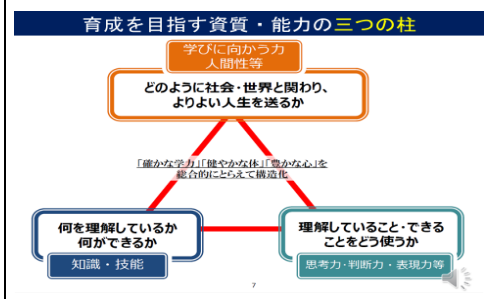 育成を目指す資質・能力の三つの柱
学びに向かう力
人間性等
どのように社会・世界と関わり、
よりよい人生を送るか
「確かな学力」「健やかな体」「豊かな心」を
総合的にとらえて構造化
何を理解しているか
何ができるか
知識・技能
理解していること・できる
ことをどう使うか
思考力・判断力・表現力等
7